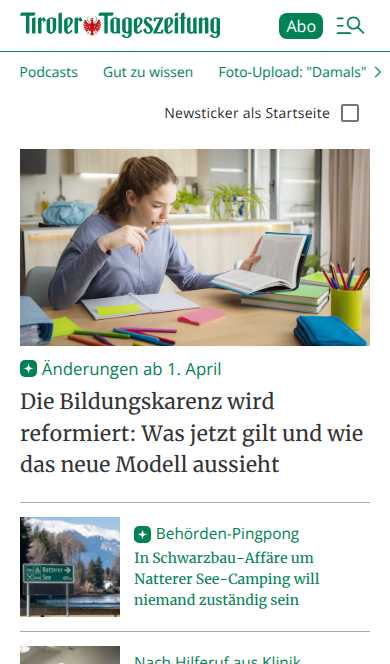 Tiroler Tageszeitung
Abo
Podcasts Gut zu wissen Foto-Upload: "Damals"
Newsticker als Startseite
Änderungen ab 1. April
Die Bildungskarenz wird
reformiert: Was jetzt gilt und wie
das neue Modell aussieht
Natterer
See
Behörden-Pingpong
In Schwarzbau-Affäre um
Natterer See-Camping will
niemand zuständig sein
Nach Hilferuf aus Klinik